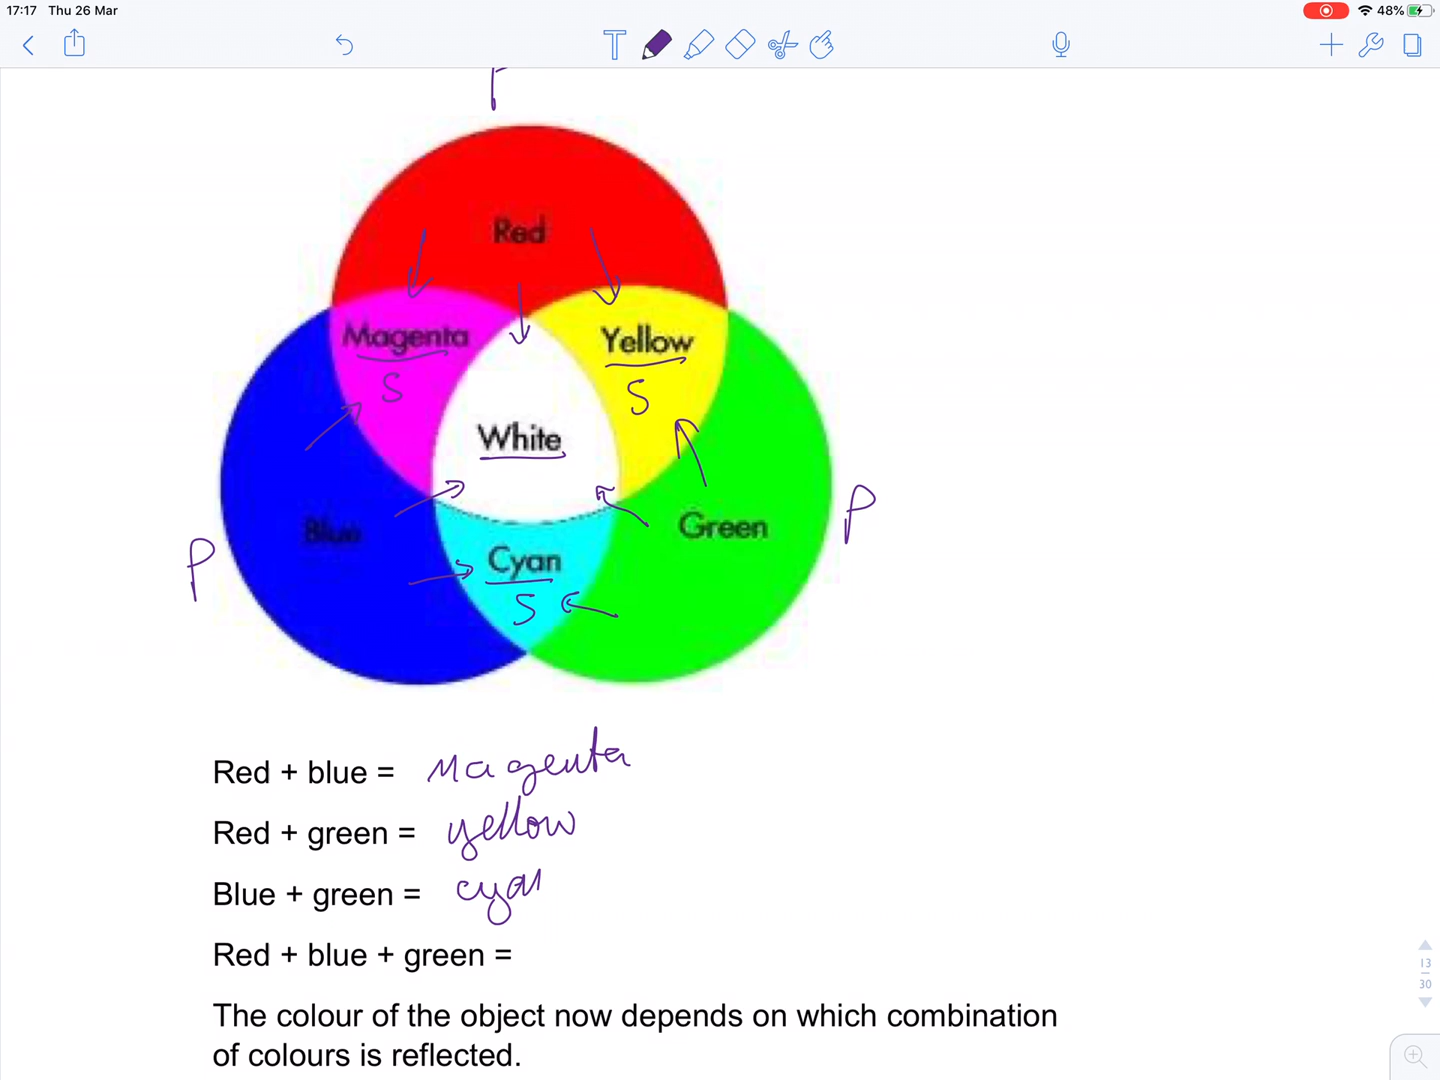 17:17 Thu 26 Mar
48%
T
P
Red
Magenta
Yellow
S
S
White
P
Blue
Green
P
Cyan
S
Red + blue = Magenta
Red + green = yellow
Blue + green = cyan
Red + blue + green =
The colour of the object now depends on which combination
of colours is reflected.
13
30